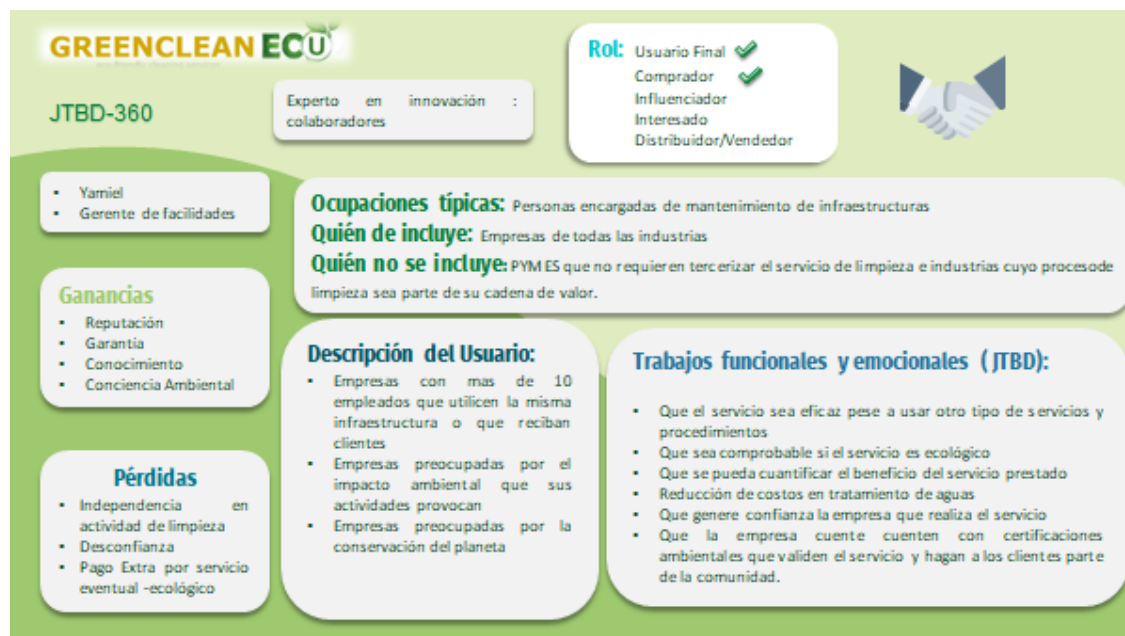 GREENCLEAN ECU
JTBD-360
Experto en innovación :
colaboradores
Rol: Usuario Final
Comprador
Influenciador
Interesado
Distribuidor/Vendedor
▪ Yamiel
▪ Gerente de facilidades
Ocupaciones típicas: Personas encargadas de mantenimiento de infraestructuras
Quién de incluye: Empresas de todas las industrias
Quién no se incluye: PYMES que no requieren tercerizar el servicio de limpieza e industrias cuyo procesode
limpieza sea parte de su cadena de valor.
Ganancias
▪ Reputación
▪ Garantía
▪ Conocimiento
▪ Conciencia Ambiental
Pérdidas
▪ Independencia en
actividad de limpieza
▪ Desconfianza
▪ Pago Extra por servicio
eventual -ecológico
Descripción del Usuario:
▪ Empresas con mas de 10
empleados que utilicen la misma
infraestructura o que reciban
clientes
▪ Empresas preocupadas por el
impacto ambiental que sus
actividades provocan
▪ Empresas preocupadas por la
conservación del planeta
Trabajos funcionales y emocionales ( JTBD):
▪ Que el servicio sea eficaz pese a usar otro tipo de servicios y
procedimientos
▪ Que sea comprobable si el servicio es ecológico
▪ Que se pueda cuantificar el beneficio del servicio prestado
▪ Reducción de costos en tratamiento de aguas
▪ Que genere confianza la empresa que realiza el servicio
▪ Que la empresa cuente cuenten con certificaciones
ambientales que validen el servicio y hagan a los clientes parte
de la comunidad.